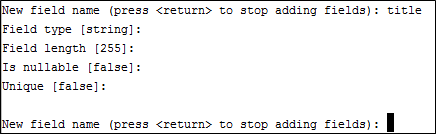 New field name (press <return> to stop adding fields): title
Field type [string]:
Field length [255]:
Is nullable [false]:
Unique [false]:
New field name (press <return> to stop adding fields):